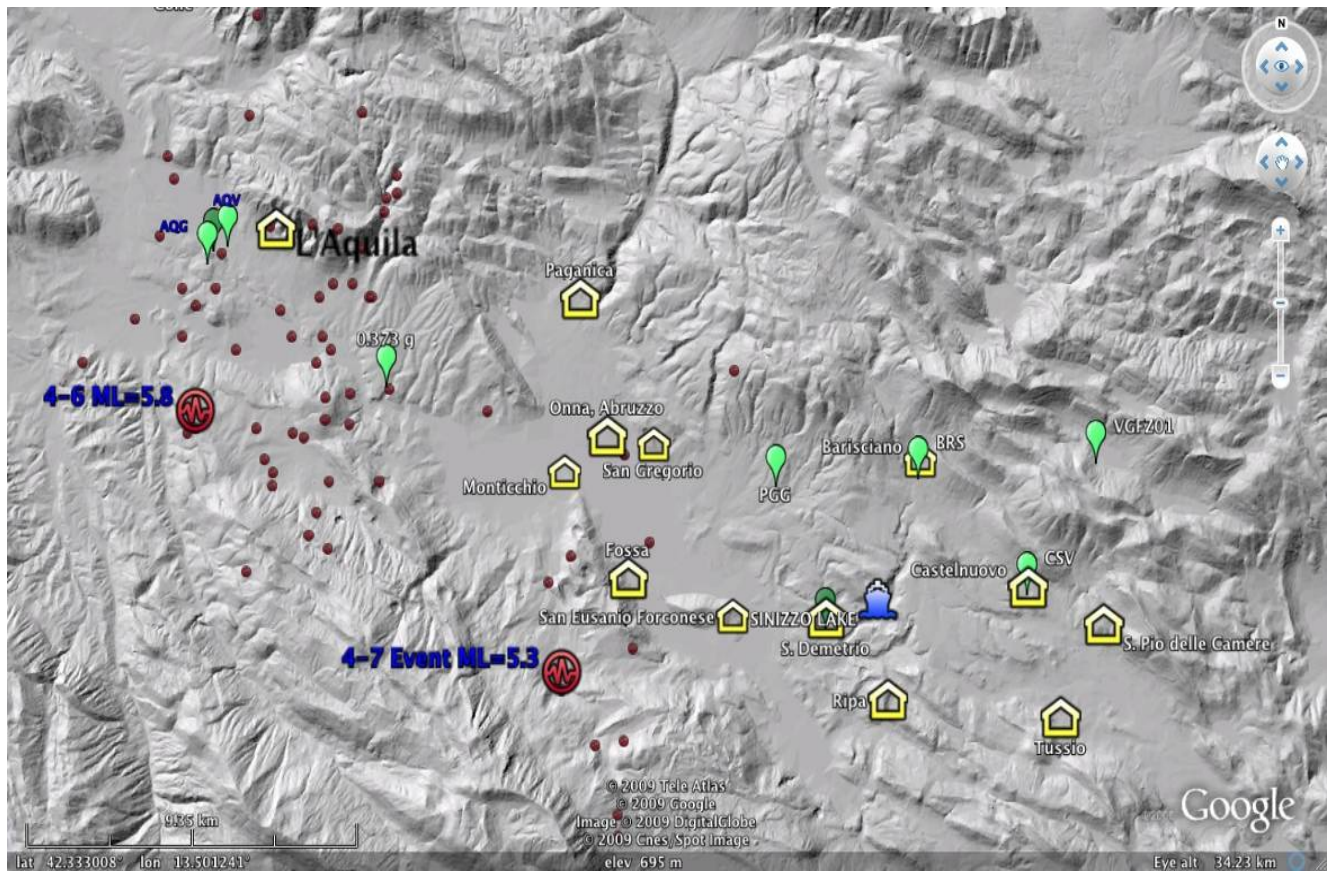 N
AQV
AQG
L'Aquila
Paganica
0.373 g
4-6 ML=5.8
Onna, Abruzzo
San Gregorio
Monticchio
PGG
Barisciano
BRS
VGFZ01
Fossa
Castelnuovo
CSV
San Eusanio Forconese
SINIZZO LAKE
S. Demetrio
S. Pio delle Camere
4-7 Event ML=5.3
Ripa
Tussio
© 2009 Tele Atlas
© 2009 Google
Image © 2009 DigitalGlobe
© 2009 Cnes/Spot Image
Google
9.35 km
lat 42.333008° lon 13.501241°
elev 695 m
Eye alt 34.23 km